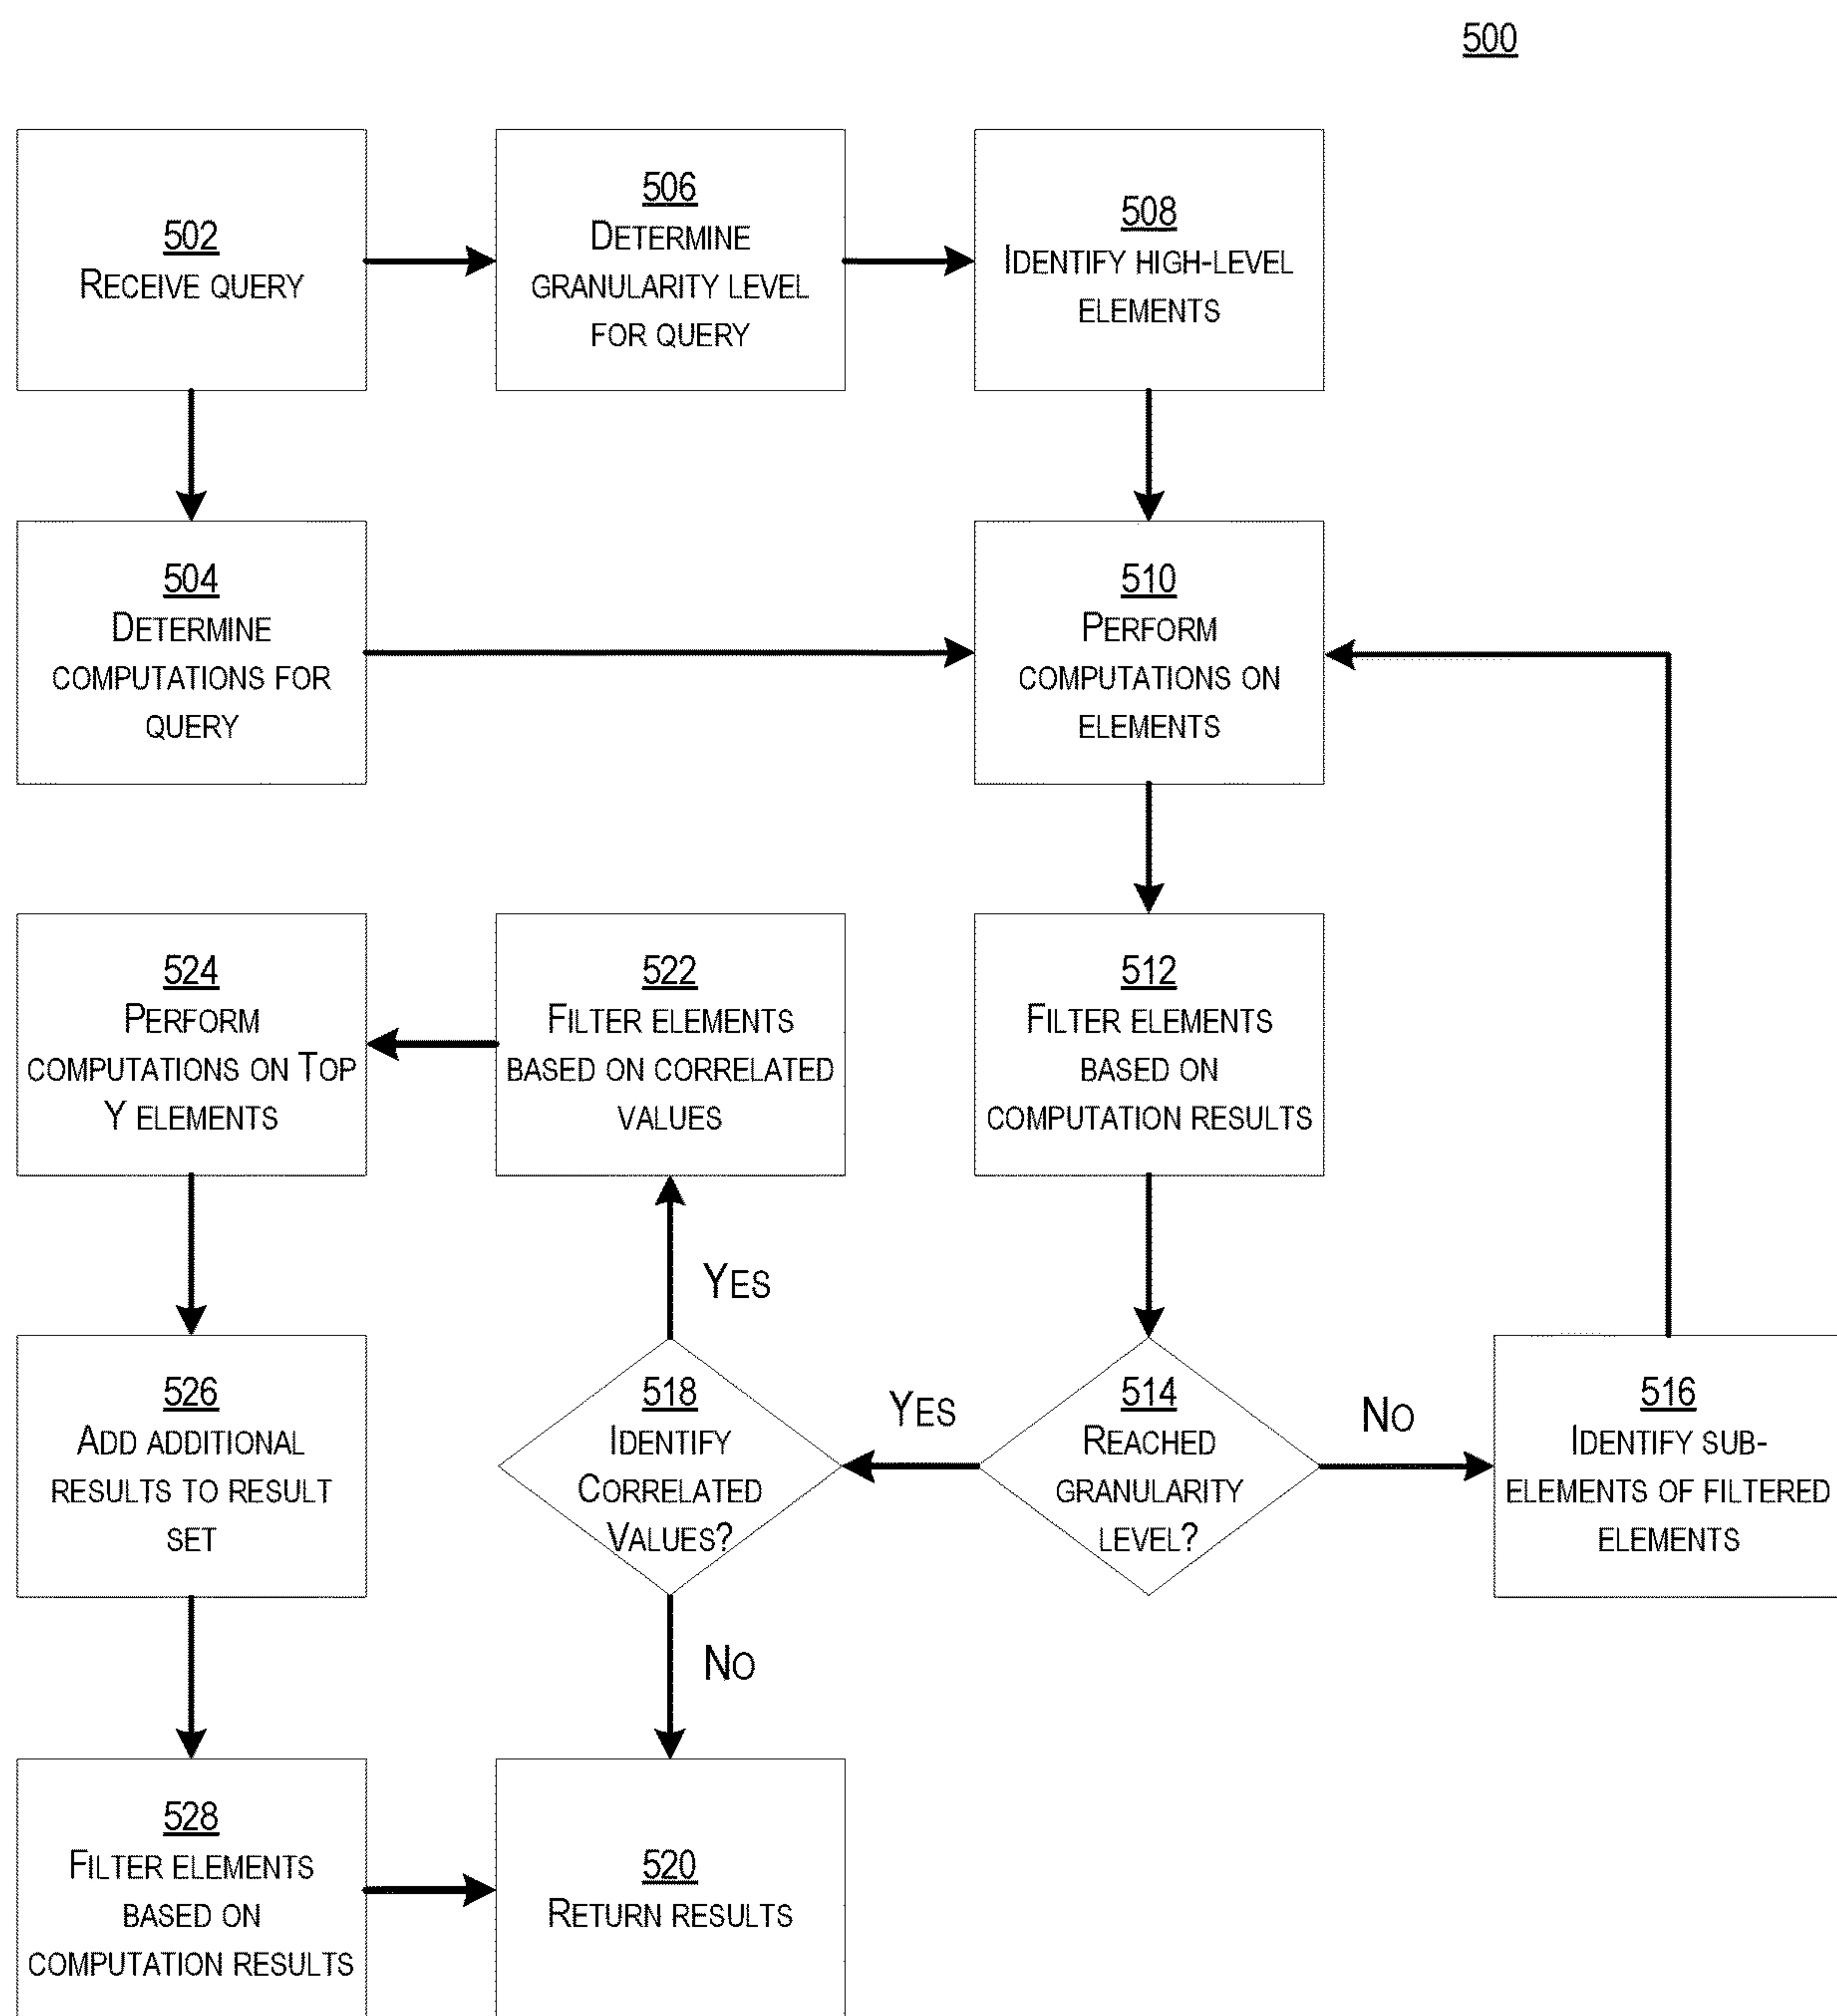 500
502
RECEIVE QUERY
506
DETERMINE
GRANULARITY LEVEL
FOR QUERY
508
IDENTIFY HIGH-LEVEL
ELEMENTS
504
DETERMINE
COMPUTATIONS FOR
QUERY
510
PERFORM
COMPUTATIONS ON
ELEMENTS
524
PERFORM
COMPUTATIONS ON TOP
Y ELEMENTS
522
FILTER ELEMENTS
BASED ON CORRELATED
VALUES
512
FILTER ELEMENTS
BASED ON
COMPUTATION RESULTS
YES
526
ADD ADDITIONAL
RESULTS TO RESULT
SET
518
IDENTIFY
CORRELATED
VALUES?
YES
514
REACHED
GRANULARITY
LEVEL?
NO
516
IDENTIFY SUB-
ELEMENTS OF FILTERED
ELEMENTS
NO
528
FILTER ELEMENTS
BASED ON
COMPUTATION RESULTS
520
RETURN RESULTS